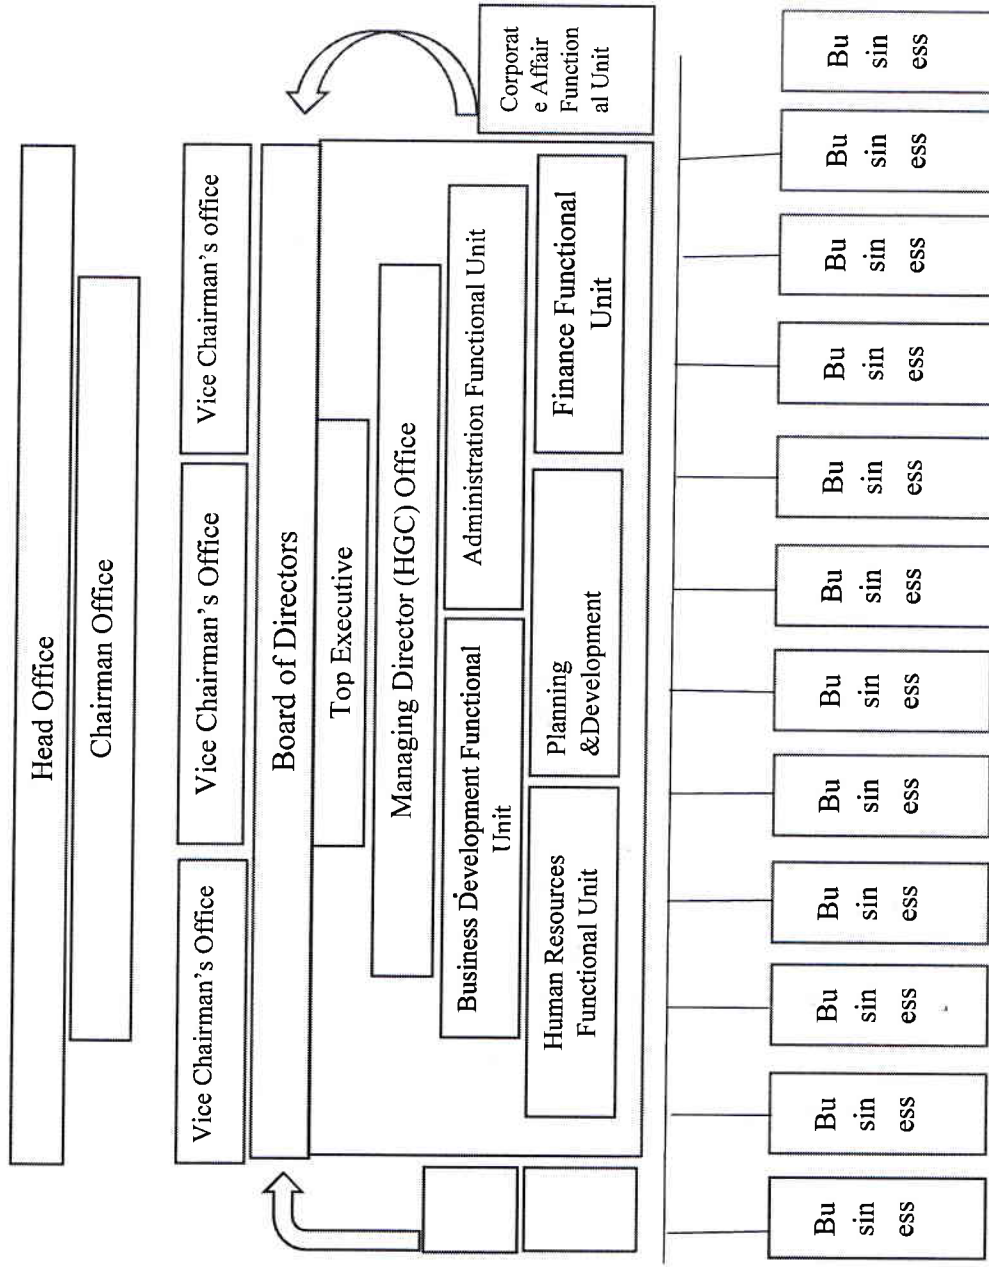 Head Office
Chairman Office
Vice Chairman's Office
Vice Chairman's Office
Vice Chairman's office
Board of Directors
Top Executive
Managing Director (HGC) Office
Business Development Functional
Unit
Administration Functional Unit
Human Resources
Functional Unit
Planning
&Development
Finance Functional
Unit
Corporat
e Affair
Function
al Unit
Bu
sin
ess
Bu
sin
ess
Bu
sin
ess
Bu
sin
ess
Bu
sin
ess
Bu
sin
ess
Bu
sin
ess
Bu
sin
ess
Bu
sin
ess
Bu
sin
ess
Bu
sin
ess
Bu
sin
ess